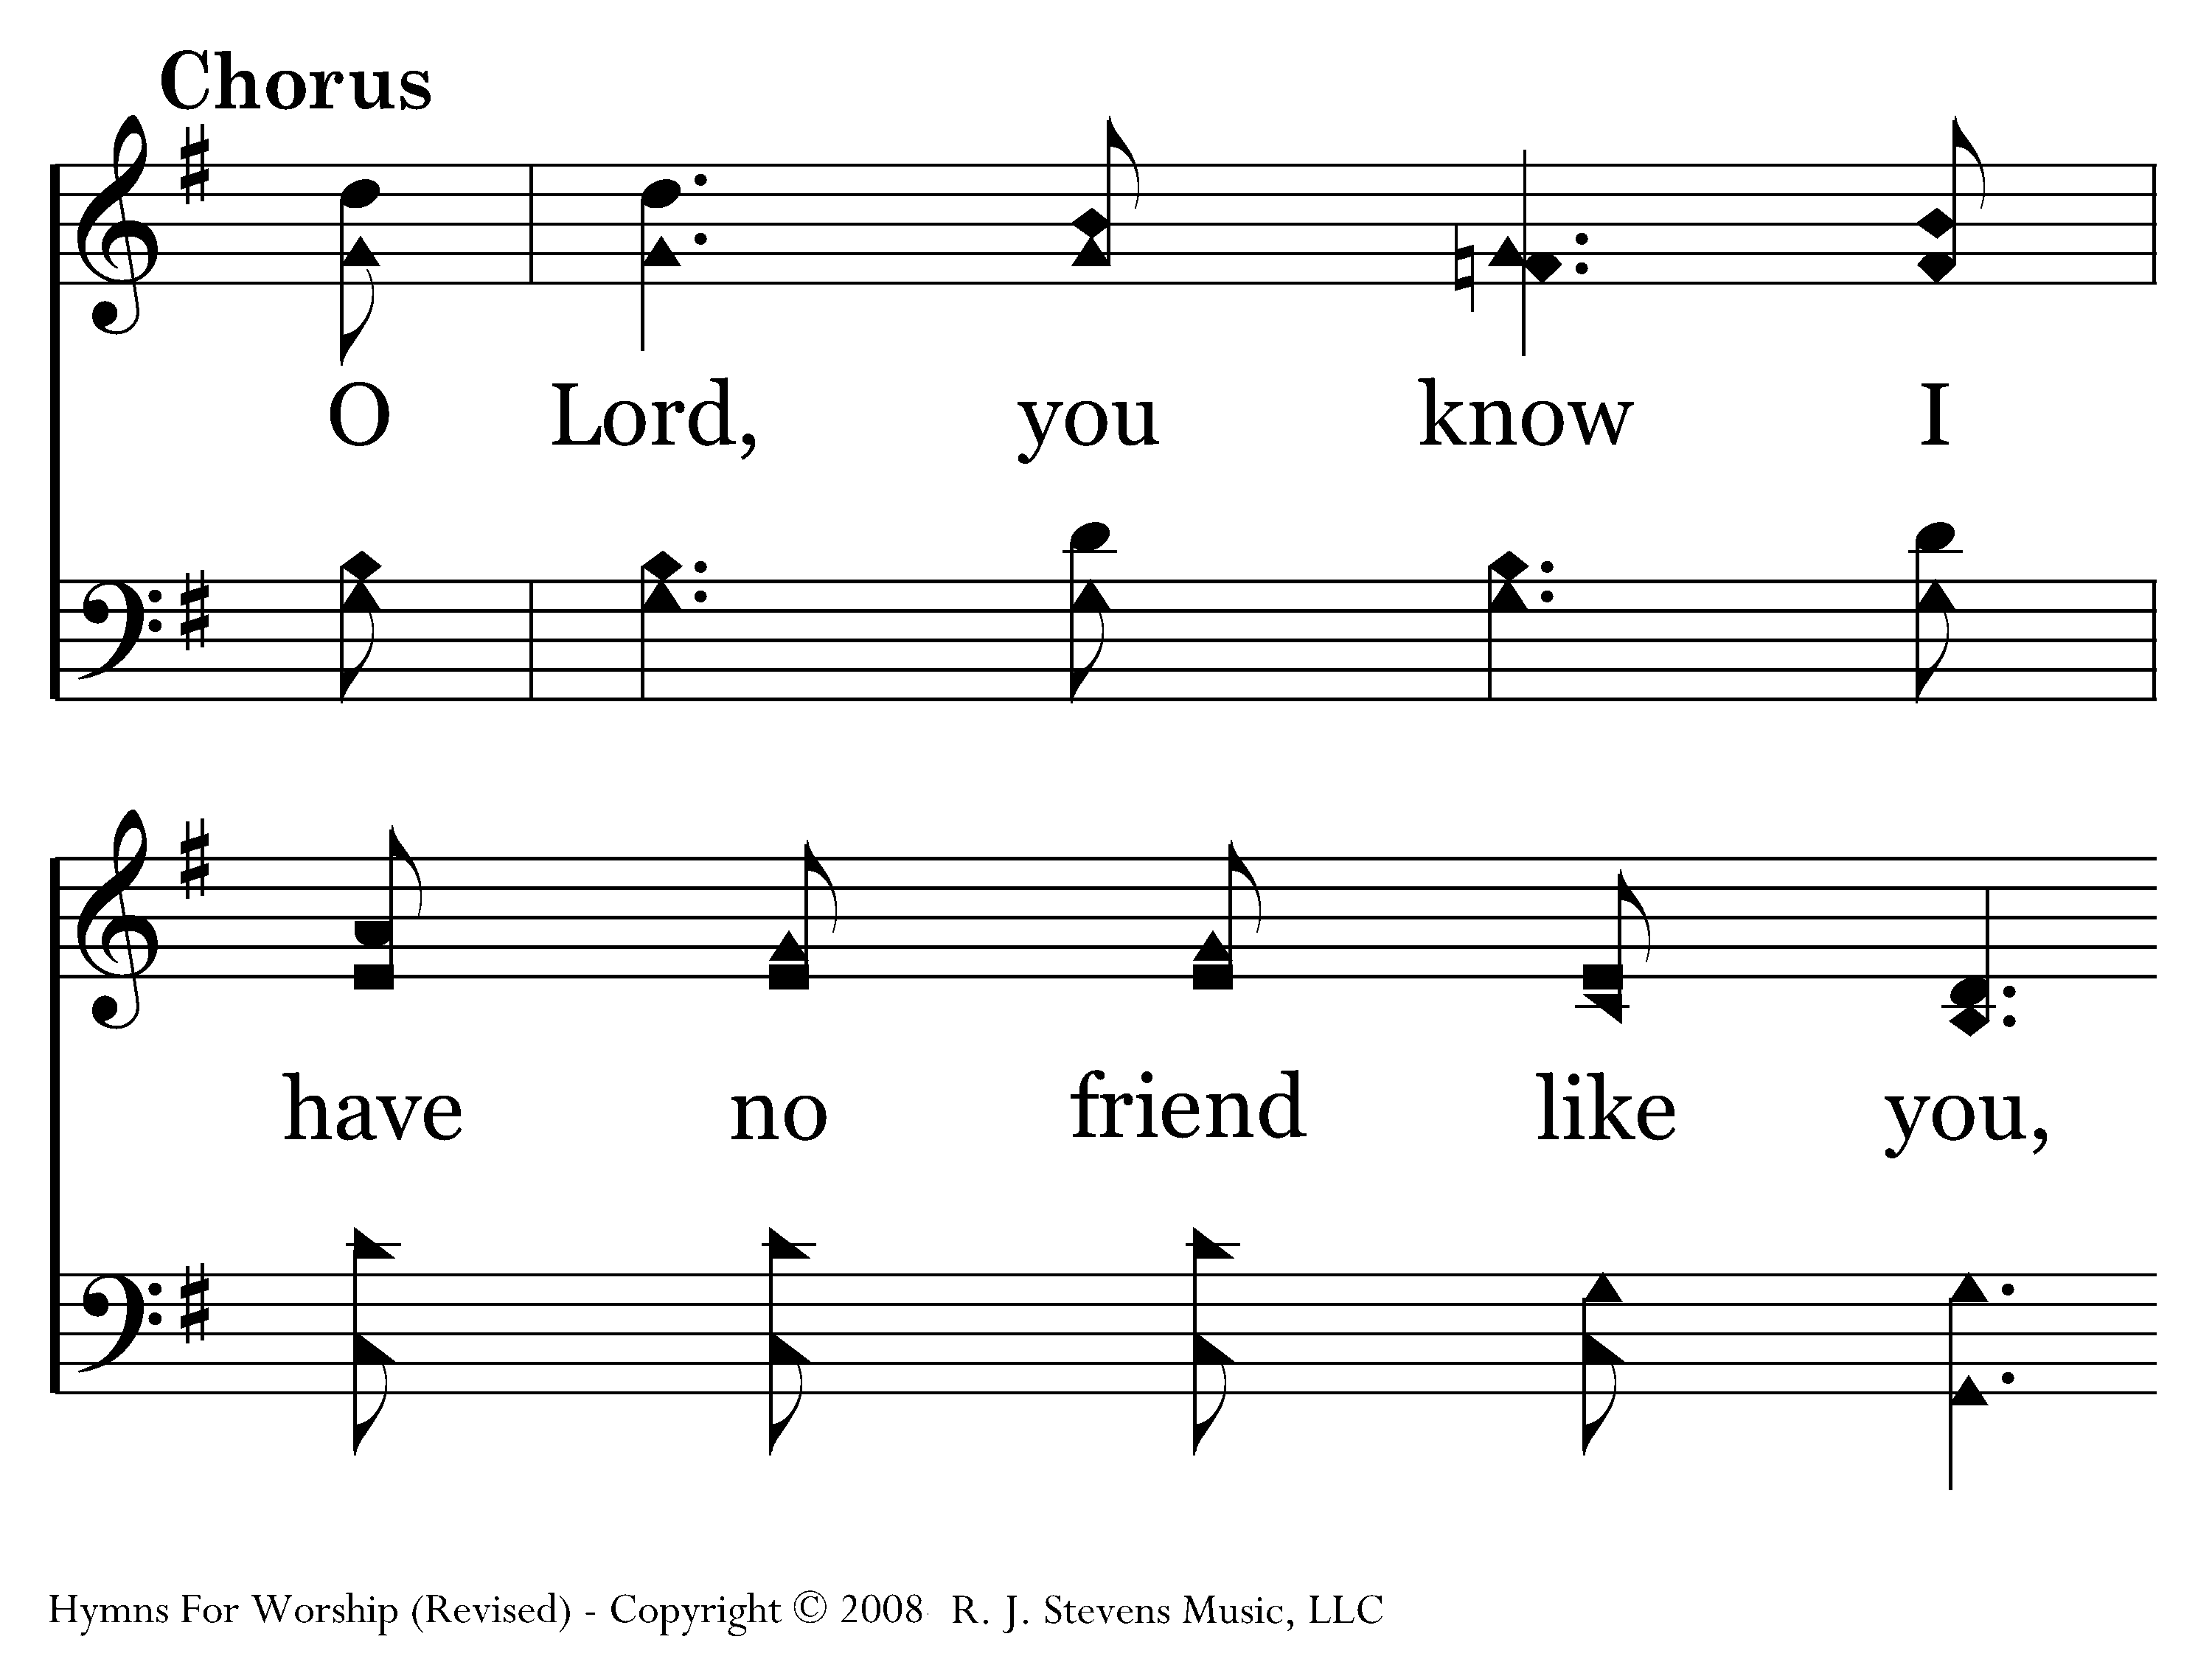 Chorus
O Lord, you know I
have no friend like you,
Hymns For Worship (Revised) - Copyright © 2008 R. J. Stevens Music, LLC